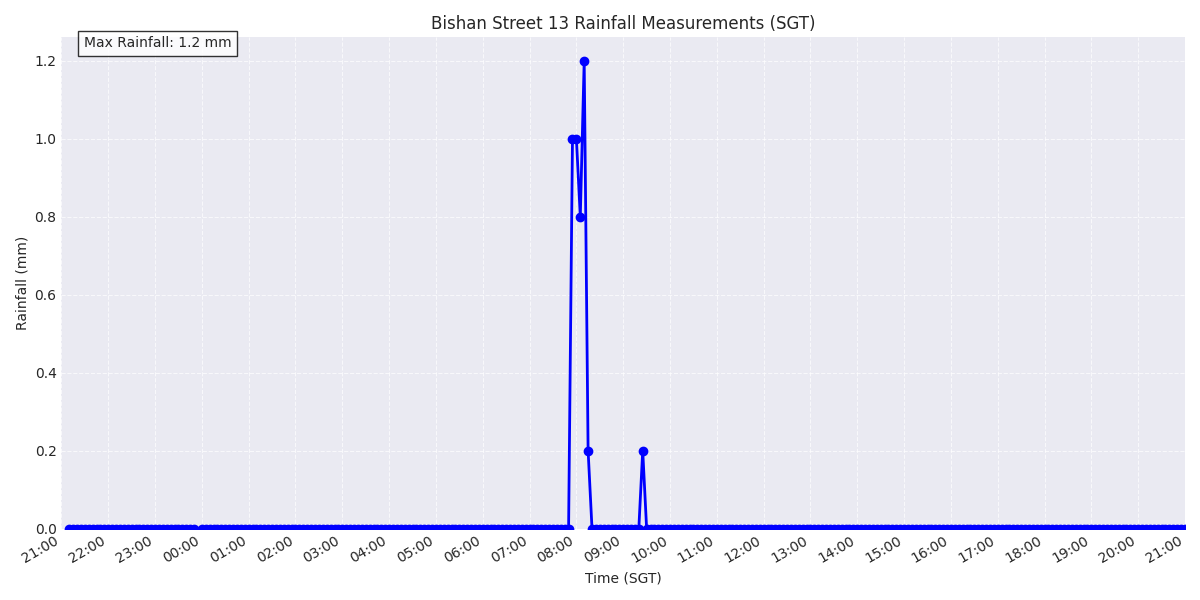 Bishan Street 13 Rainfall Measurements (SGT)
Max Rainfall: 1.2 mm
1.2
1.0
0.8
0.6
0.4
0.2
0.0
Rainfall (mm)
21:00 22:00 23:00 00:00 01:00 02:00 03:00 04:00 05:00 06:00 07:00 08:00 09:00 10:00 11:00 12:00 13:00 14:00 15:00 16:00 17:00 18:00 19:00 20:00 21:00
Time (SGT)